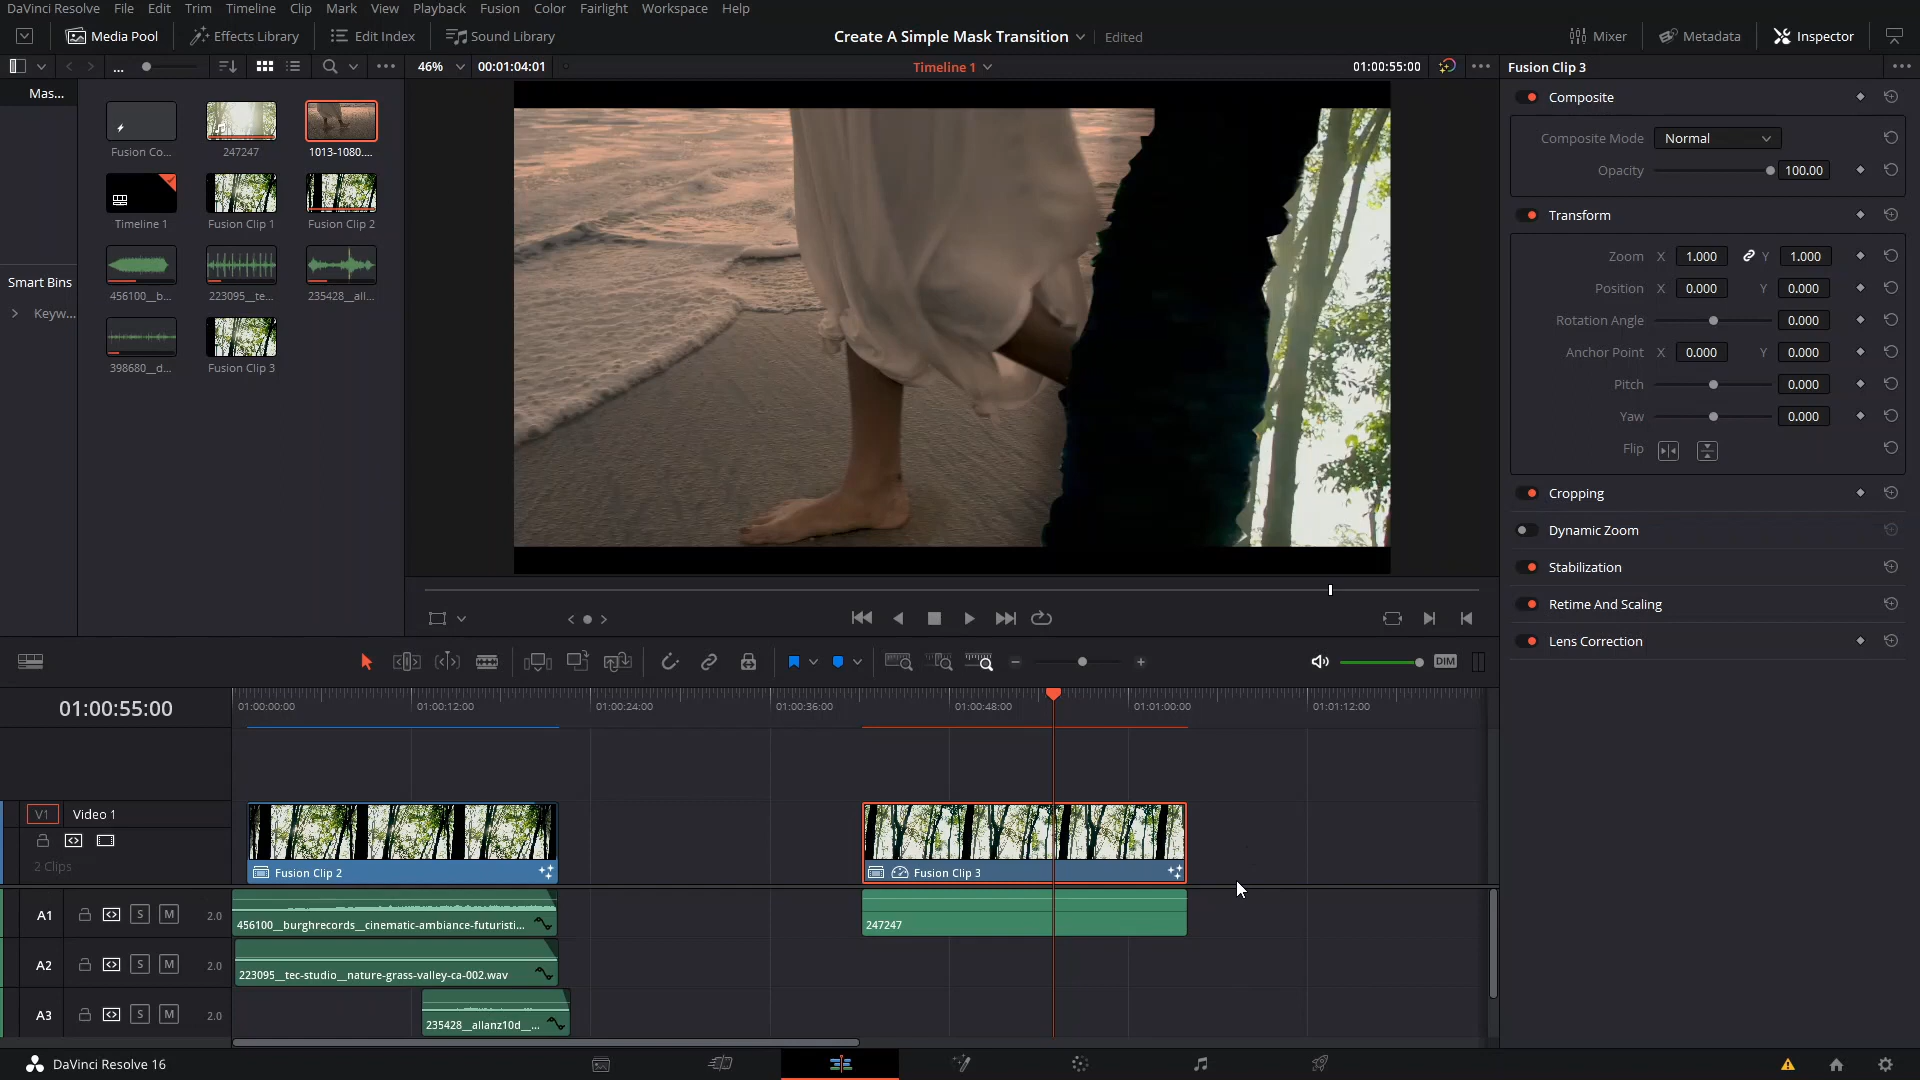 DaVinci Resolve File Edit Trim Timeline Clip Mark View Playback Fusion Color Fairlight Workspace Help
Media Pool Effects Library Edit Index Sound Library Create A Simple Mask Transition Edited Mixer Metadata Inspector
... 46% 00:01:04:01 Timeline 1 01:00:55:00 Fusion Clip 3
Mas...
Composite
Composite Mode Normal
Opacity 100.00
Transform
Zoom X 1.000 Y 1.000
Position X 0.000 Y 0.000
Rotation Angle 0.000
Anchor Point X 0.000 Y 0.000
Pitch 0.000
Yaw 0.000
Flip
Cropping
Dynamic Zoom
Stabilization
Retime And Scaling
Lens Correction
Fusion Co... 247247 1013-1080....
Timeline 1 Fusion Clip 1 Fusion Clip 2
Smart Bins
Keyw...
456100__b... 223095__te... 235428__all...
398680__d... Fusion Clip 3
DIM
01:00:55:00
01:00:00:00 01:00:12:00 01:00:24:00 01:00:36:00 01:00:48:00 01:01:00:00 01:01:12:00
V1 Video 1
2 Clips
Fusion Clip 2 Fusion Clip 3
A1 S M 2.0
456100__burghrecords__cinematic-ambiance-futuristi... 247247
A2 S M 2.0
223095__tec-studio__nature-grass-valley-ca-002.wav
A3 S M 2.0
235428__allanz10d__...
DaVinci Resolve 16